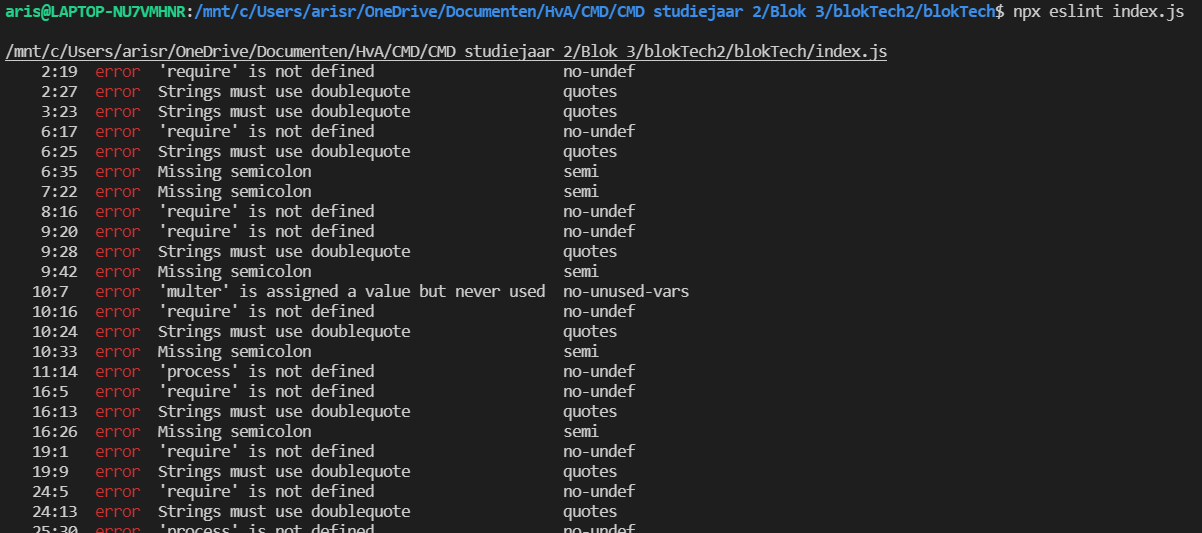 aris@LAPTOP-NU7VMHNR:/mnt/c/Users/arisr/OneDrive/Documenten/HvA/CMD/CMD studiejaar 2/Blok 3/blokTech2/blokTech$ npx eslint index.js
/mnt/c/Users/arisr/OneDrive/Documenten/HvA/CMD/CMD studiejaar 2/Blok 3/blokTech2/blokTech/index.js
2:19 error 'require' is not defined no-undef
2:27 error Strings must use doublequote quotes
3:23 error Strings must use doublequote quotes
6:17 error 'require' is not defined no-undef
6:25 error Strings must use doublequote quotes
6:35 error Missing semicolon semi
7:22 error Missing semicolon semi
8:16 error 'require' is not defined no-undef
9:20 error 'require' is not defined no-undef
9:28 error Strings must use doublequote quotes
9:42 error Missing semicolon semi
10:7 error 'multer' is assigned a value but never used no-unused-vars
10:16 error 'require' is not defined no-undef
10:24 error Strings must use doublequote quotes
10:33 error Missing semicolon semi
11:14 error 'process' is not defined no-undef
16:5 error 'require' is not defined no-undef
16:13 error Strings must use doublequote quotes
16:26 error Missing semicolon semi
19:1 error 'require' is not defined no-undef
19:9 error Strings must use doublequote quotes
24:5 error 'require' is not defined no-undef
24:13 error Strings must use doublequote quotes
25:30 error 'process' is not defined no-undef